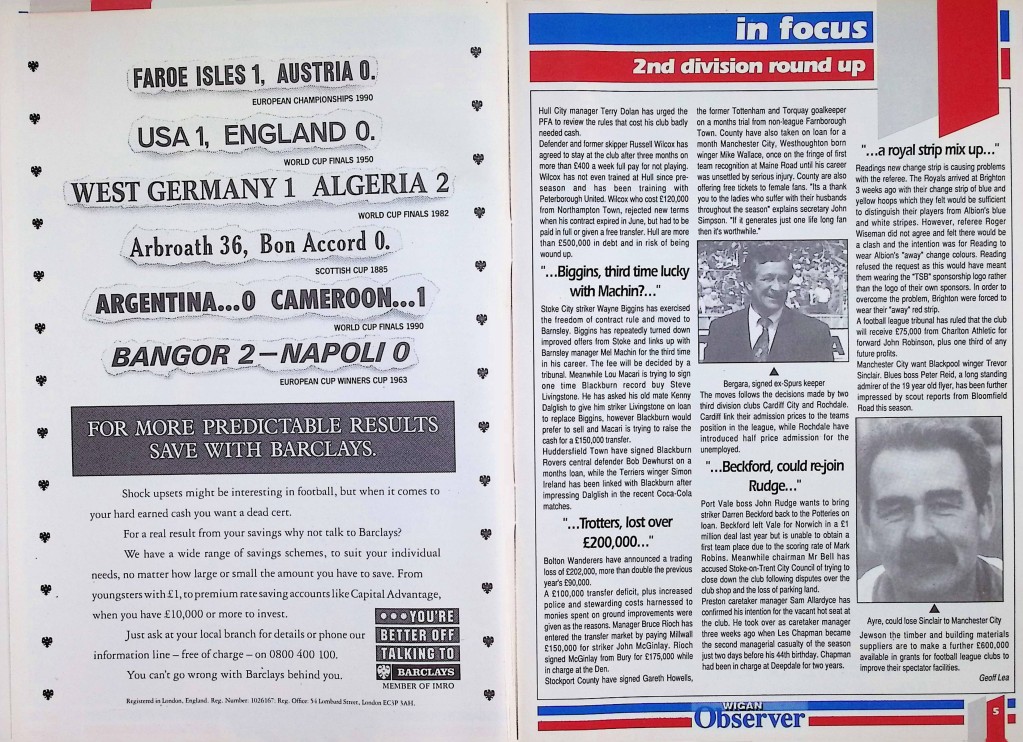 FAROE ISLES 1, AUSTRIA 0.
EUROPEAN CHAMPIONSHIPS 1990
USA 1, ENGLAND 0.
WORLD CUP FINALS 1950
WEST GERMANY 1 ALGERIA 2
WORLD CUP FINALS 1982
Arbroath 36, Bon Accord 0.
SCOTTISH CUP 1885
ARGENTINA...0 CAMEROON...1
WORLD CUP FINALS 1990
BANGOR 2 – NAPOLI 0
EUROPEAN CUP WINNERS CUP 1963
FOR MORE PREDICTABLE RESULTS
SAVE WITH BARCLAYS.
Shock upsets might be interesting in football, but when it comes to
your hard earned cash you want a dead cert.
For a real result from your savings why not talk to Barclays?
We have a wide range of savings schemes, to suit your individual
needs, no matter how large or small the amount you have to save. From
youngsters with £1, to premium rate saving accounts like Capital Advantage,
when you have £10,000 or more to invest.
Just ask at your local branch for details or phone our
information line – free of charge – on 0800 400 100.
You can't go wrong with Barclays behind you.
•••YOU'RE
BETTER OFF
TALKING TO
BARCLAYS
MEMBER OF IMRO
Registered in London, England. Reg. Number: 1026167. Reg. Office: 54 Lombard Street, London EC3P 3AH.
in focus
2nd division round up
Hull City manager Terry Dolan has urged the
PFA to review the rules that cost his club badly
needed cash.
Defender and former skipper Russell Wilcox has
agreed to stay at the club after three months on
more than £400 a week full pay for not playing.
Wilcox has not even trained at Hull since pre-
season and has been training with
Peterborough United. Wilcox who cost £120,000
from Northampton Town, rejected new terms
when his contract expired in June, but had to be
paid in full or given a free transfer. Hull are more
than £500,000 in debt and in risk of being
wound up.
"...Biggins, third time lucky
with Machin?..."
Stoke City striker Wayne Biggins has exercised
the freedom of contract rule and moved to
Barnsley. Biggins has repeatedly turned down
improved offers from Stoke and links up with
Barnsley manager Mel Machin for the third time
in his career. The fee will be decided by a
tribunal. Meanwhile Lou Macari is trying to sign
one time Blackburn record buy Steve
Livingstone. He has asked his old mate Kenny
Dalglish to give him striker Livingstone on loan
to replace Biggins, however Blackburn would
prefer to sell and Macari is trying to raise the
cash for a £150,000 transfer.
Huddersfield Town have signed Blackburn
Rovers central defender Bob Dewhurst on a
months loan, while the Terriers winger Simon
Ireland has been linked with Blackburn after
impressing Dalglish in the recent Coca-Cola
matches.
"...Trotters, lost over
£200,000..."
Bolton Wanderers have announced a trading
loss of £202,000, more than double the previous
year's £90,000.
A £100,000 transfer deficit, plus increased
police and stewarding costs harnessed to
monies spent on ground improvements were
given as the reasons. Manager Bruce Rioch has
entered the transfer market by paying Millwall
£150,000 for striker John McGinlay. Rioch
signed McGinlay from Bury for £175,000 while
in charge at the Den.
Stockport County have signed Gareth Howells,
the former Tottenham and Torquay goalkeeper
on a months trial from non-league Farnborough
Town. County have also taken on loan for a
month Manchester City, Westhoughton born
winger Mike Wallace, once on the fringe of first
team recognition at Maine Road until his career
was unsettled by serious injury. County are also
offering free tickets to female fans. "Its a thank
you to the ladies who suffer with their husbands
throughout the season" explains secretary John
Simpson. "If it generates just one life long fan
then it's worthwhile."
Bergara, signed ex-Spurs keeper
The moves follows the decisions made by two
third division clubs Cardiff City and Rochdale.
Cardiff link their admission prices to the teams
position in the league, while Rochdale have
introduced half price admission for the
unemployed.
"...Beckford, could re-join
Rudge..."
Port Vale boss John Rudge wants to bring
striker Darren Beckford back to the Potteries on
loan. Beckford left Vale for Norwich in a £1
million deal last year but is unable to obtain a
first team place due to the scoring rate of Mark
Robins. Meanwhile chairman Mr Bell has
accused Stoke-on-Trent City Council of trying to
close down the club following disputes over the
club shop and the loss of parking land.
Preston caretaker manager Sam Allardyce has
confirmed his intention for the vacant hot seat at
the club. He took over as caretaker manager
three weeks ago when Les Chapman became
the second managerial casualty of the season
just two days before his 44th birthday. Chapman
had been in charge at Deepdale for two years.
"...a royal strip mix up..."
Readings new change strip is causing problems
with the referee. The Royals arrived at Brighton
3 weeks ago with their change strip of blue and
yellow hoops which they felt would be sufficient
to distinguish their players from Albion's blue
and white stripes. However, referee Roger
Wiseman did not agree and felt there would be
a clash and the intention was for Reading to
wear Albion's "away" change colours. Reading
refused the request as this would have meant
them wearing the "TSB" sponsorship logo rather
than the logo of their own sponsors. In order to
overcome the problem, Brighton were forced to
wear their "away" red strip.
A football league tribunal has ruled that the club
will receive £75,000 from Charlton Athletic for
forward John Robinson, plus one third of any
future profits.
Manchester City want Blackpool winger Trevor
Sinclair. Blues boss Peter Reid, a long standing
admirer of the 19 year old flyer, has been further
impressed by scout reports from Bloomfield
Road this season.
Ayre, could lose Sinclair to Manchester City
Jewson the timber and building materials
suppliers are to make a further £600,000
available in grants for football league clubs to
improve their spectator facilities.
Geoff Lea
WIGAN
Observer
5